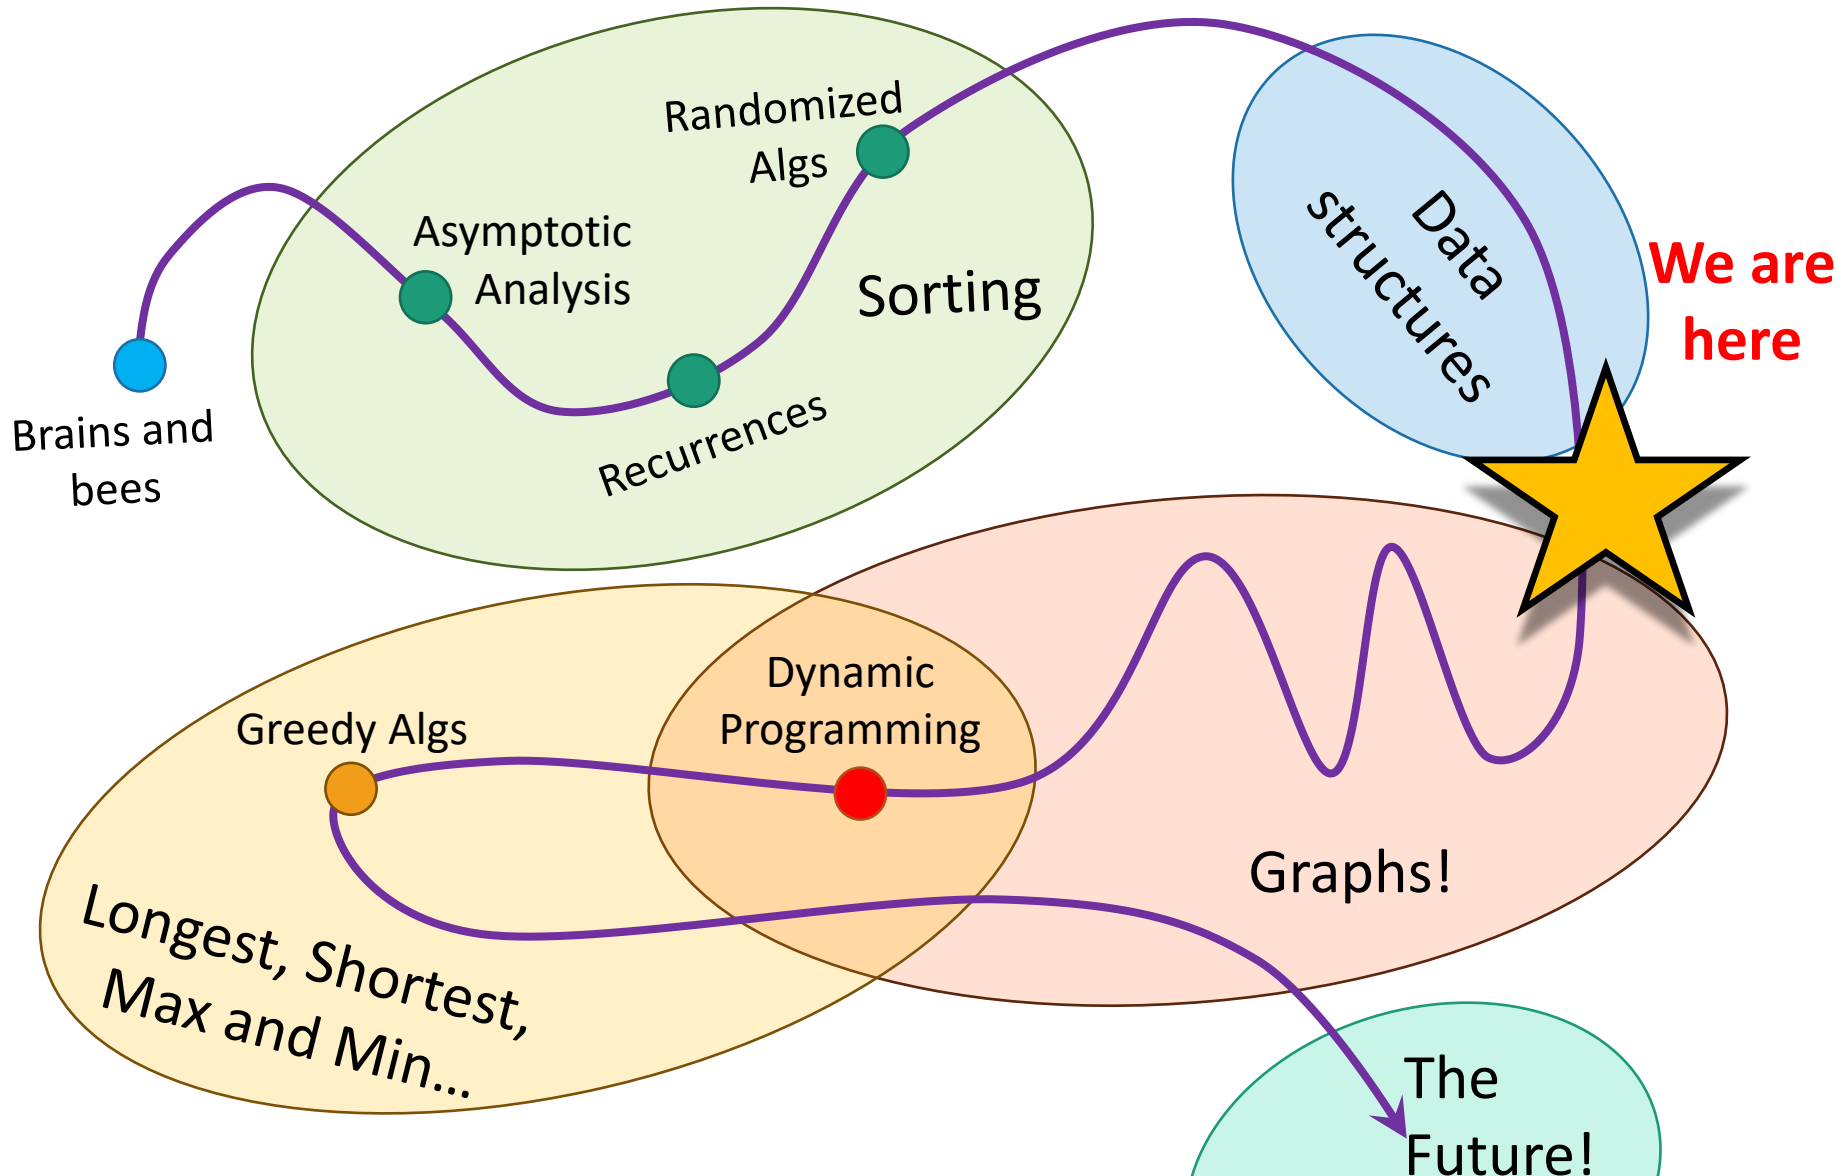 Randomized
Algs
Asymptotic
Analysis
Sorting
Recurrences
Brains and
bees
Data
structures
We are
here
Dynamic
Programming
Greedy Algs
Graphs!
Longest, Shortest,
Max and Min...
The
Future!